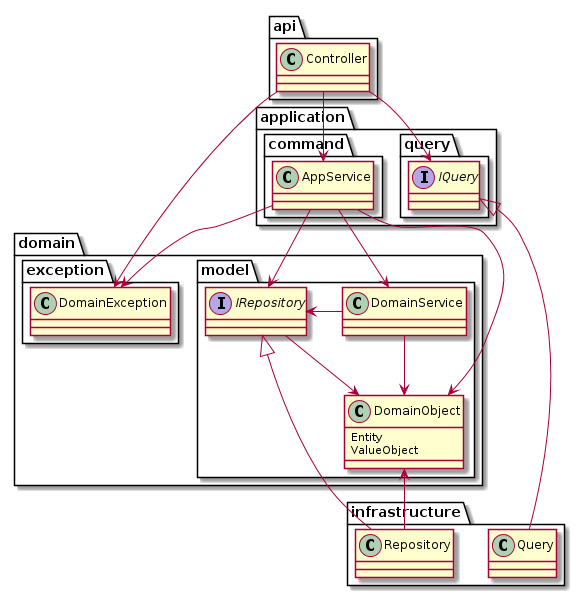 api
C Controller
application
command
query
C AppService
I IQuery
domain
exception
model
C DomainException
I IRepository
C DomainService
C DomainObject
Entity
ValueObject
infrastructure
C Repository
C Query